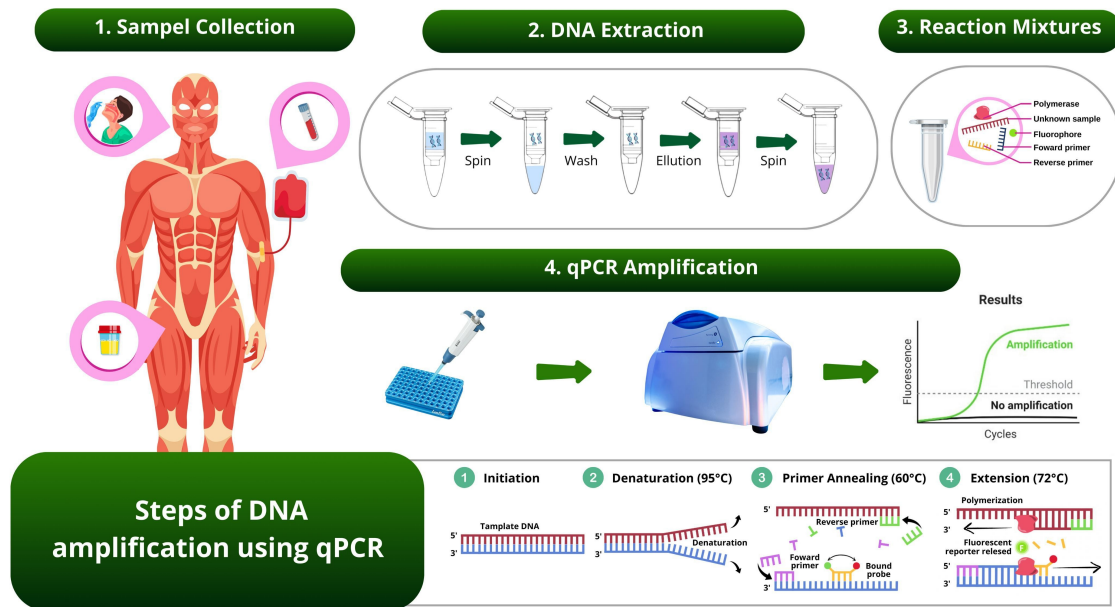 1. Sampel Collection
2. DNA Extraction
3. Reaction Mixtures
Spin
Wash
Ellution
Spin
Polymerase
Unknown sample
Fluorophore
Foward primer
Reverse primer
4. qPCR Amplification
Results
Fluorescence
Amplification
Threshold
No amplification
Cycles
Steps of DNA
amplification using qPCR
1 Initiation
Tamplate DNA
5'
3'
2 Denaturation (95°C)
5'
3'
Denaturation
3 Primer Annealing (60°C)
5'
Reverse primer
Foward
primer
Bound
probe
3'
4 Extension (72°C)
Polymerization
5'
3'
Fluorescent
reporter relesed
F
3'